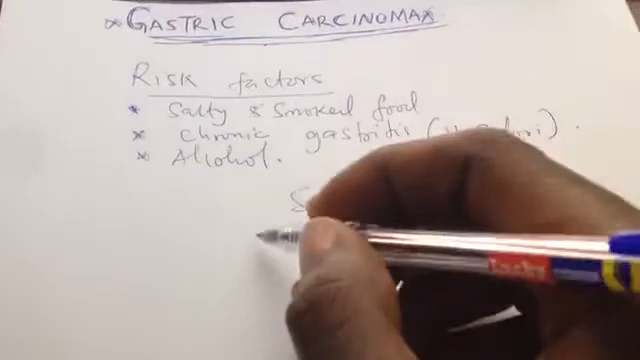 * GASTRIC CARCINOMA*
Risk factors
* Salty & Smoked food
* Chronic gastritis
* Alcohol.
S